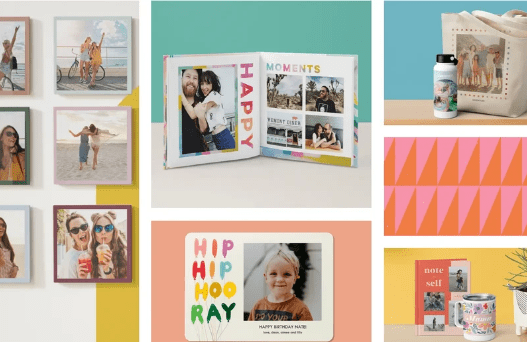 HAPPY
MOMENTS
HIP
HIP
HOO
RAY
HAPPY BIRTHDAY NATE!
note
self